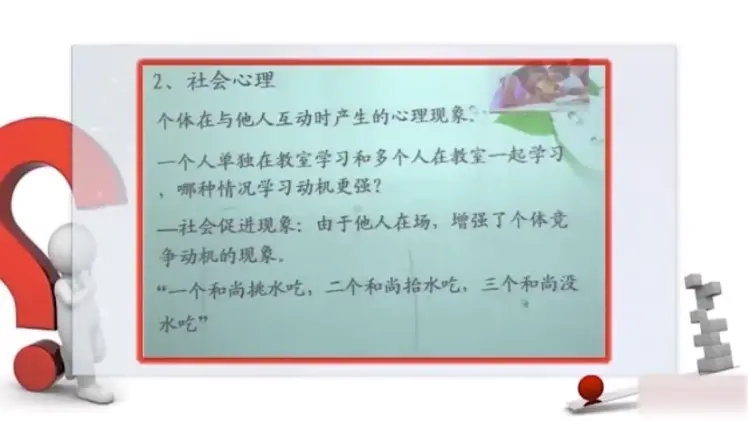 2、社会心理
个体在与他人互动时产生的心理现象.
一个人单独在教室学习和多个人在教室一起学习
，哪种情况学习动机更强?
—社会促进现象：由于他人在场，增强了个体竞
争动机的现象。
“一个和尚挑水吃，二个和尚抬水吃，三个和尚没
水吃”